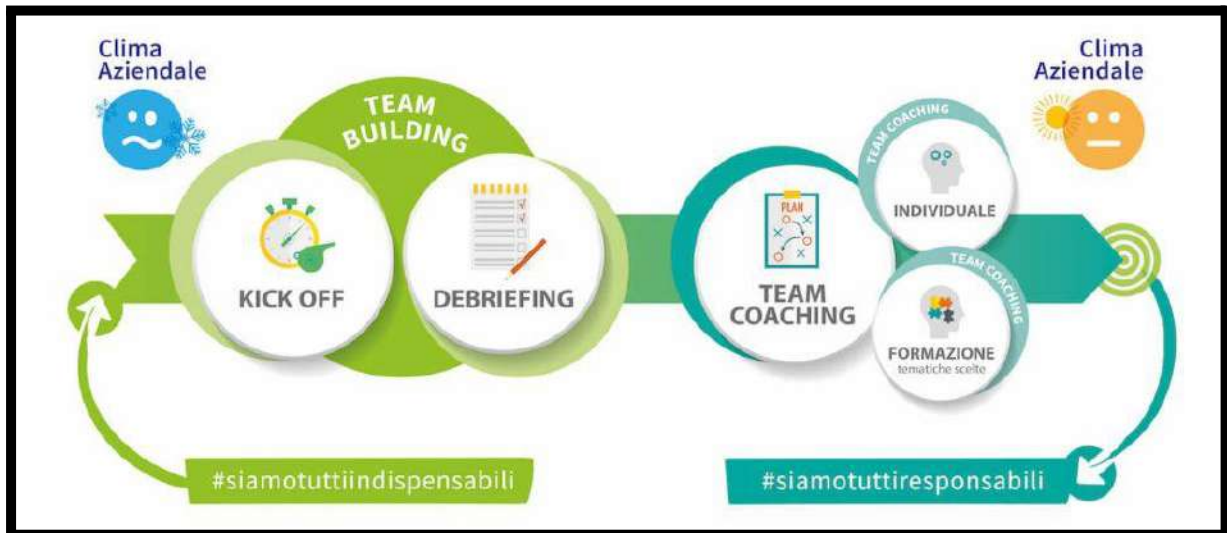 Clima
Aziendale
TEAM
BUILDING
KICK OFF
DEBRIEFING
PLAN
TEAM
COACHING
TEAM COACHING
INDIVIDUALE
TEAM COACHING
FORMAZIONE
tematiche scelte
Clima
Aziendale
#siamotuttiindispensabili
#siamotuttiresponsabili